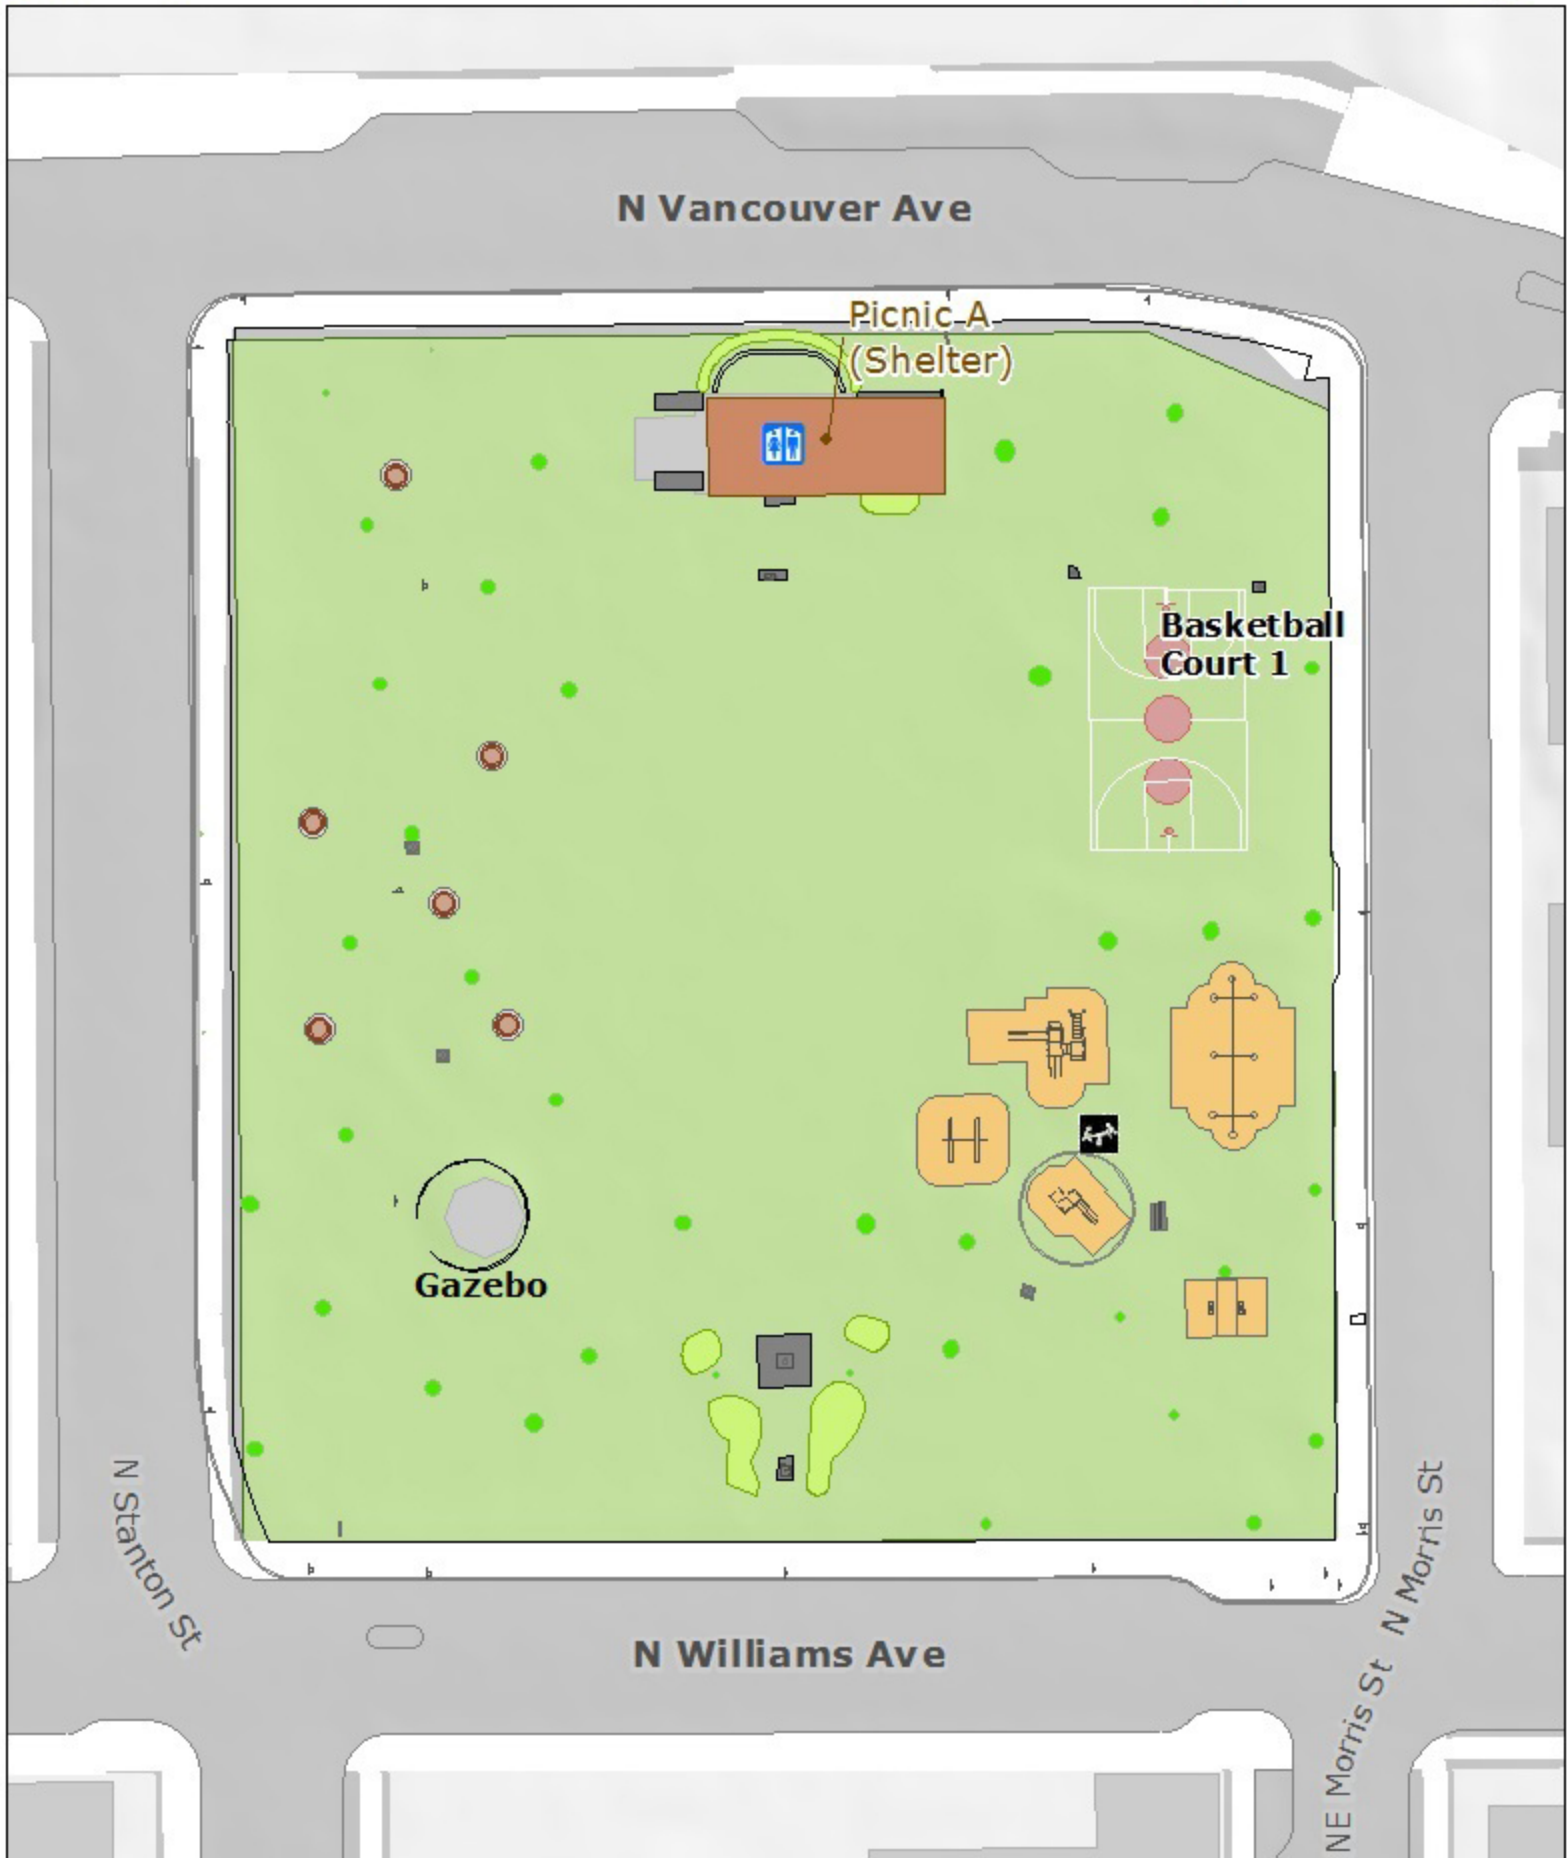 N Vancouver Ave
Picnic A
(Shelter)
Basketball
Court 1
Gazebo
N Stanton St
N Morris St
N Williams Ave
NE Morris St